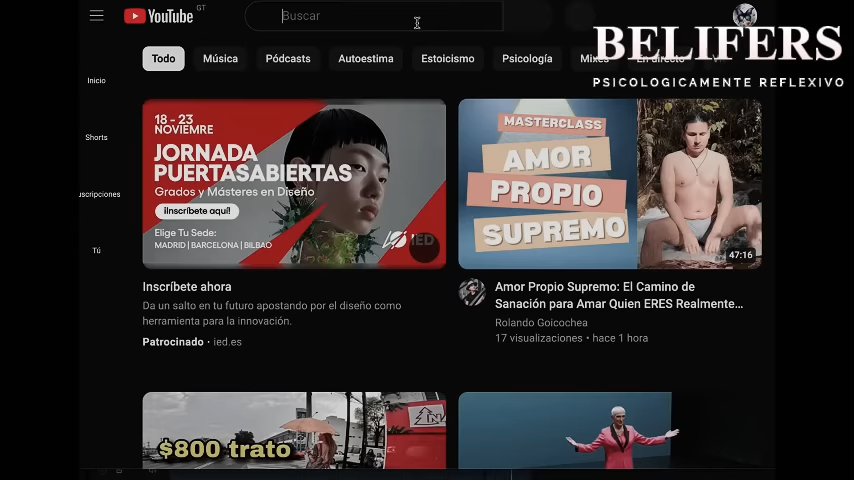 YouTube GT
Buscar
BELIFERS
PSICOLOGICAMENTE REFLEXIVO
Todo
Música
Pódcasts
Autoestima
Estoicismo
Psicología
Mixes
En directo
Inicio
Shorts
uscripciones
Tú
18 - 23
NOVIEMRE
JORNADA
PUERTASABIERTAS
Grados y Másteres en Diseño
¡Inscríbete aquí!
Elige Tu Sede:
MADRID | BARCELONA | BILBAO
IED
MASTERCLASS
AMOR
PROPIO
SUPREMO
47:16
Inscríbete ahora
Da un salto en tu futuro apostando por el diseño como
herramienta para la innovación.
Patrocinado · ied.es
Amor Propio Supremo: El Camino de
Sanación para Amar Quien ERES Realmente...
Rolando Goicochea
17 visualizaciones • hace 1 hora
$800 trato